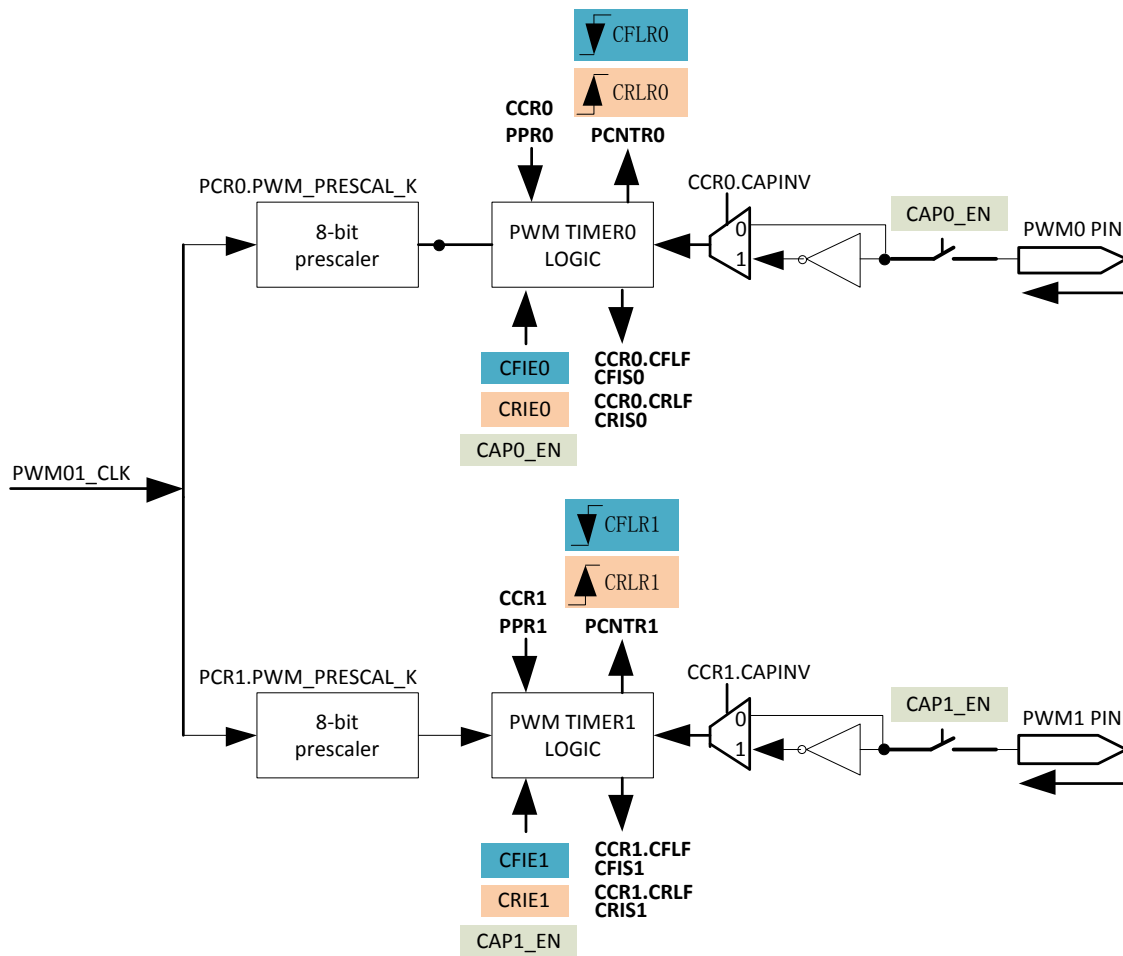 CFLR0
CRLR0
CCR0
PPR0
PCNTR0
PCR0.PWM_PRESCAL_K
CCR0.CAPINV
8-bit
prescaler
PWM TIMER0
LOGIC
0
1
CAP0_EN
PWM0 PIN
CFIE0
CRIE0
CAP0_EN
CCR0.CFLF
CFIS0
CCR0.CRLF
CRIS0
PWM01_CLK
CFLR1
CRLR1
CCR1
PPR1
PCNTR1
PCR1.PWM_PRESCAL_K
CCR1.CAPINV
8-bit
prescaler
PWM TIMER1
LOGIC
0
1
CAP1_EN
PWM1 PIN
CFIE1
CRIE1
CAP1_EN
CCR1.CFLF
CFIS1
CCR1.CRLF
CRIS1